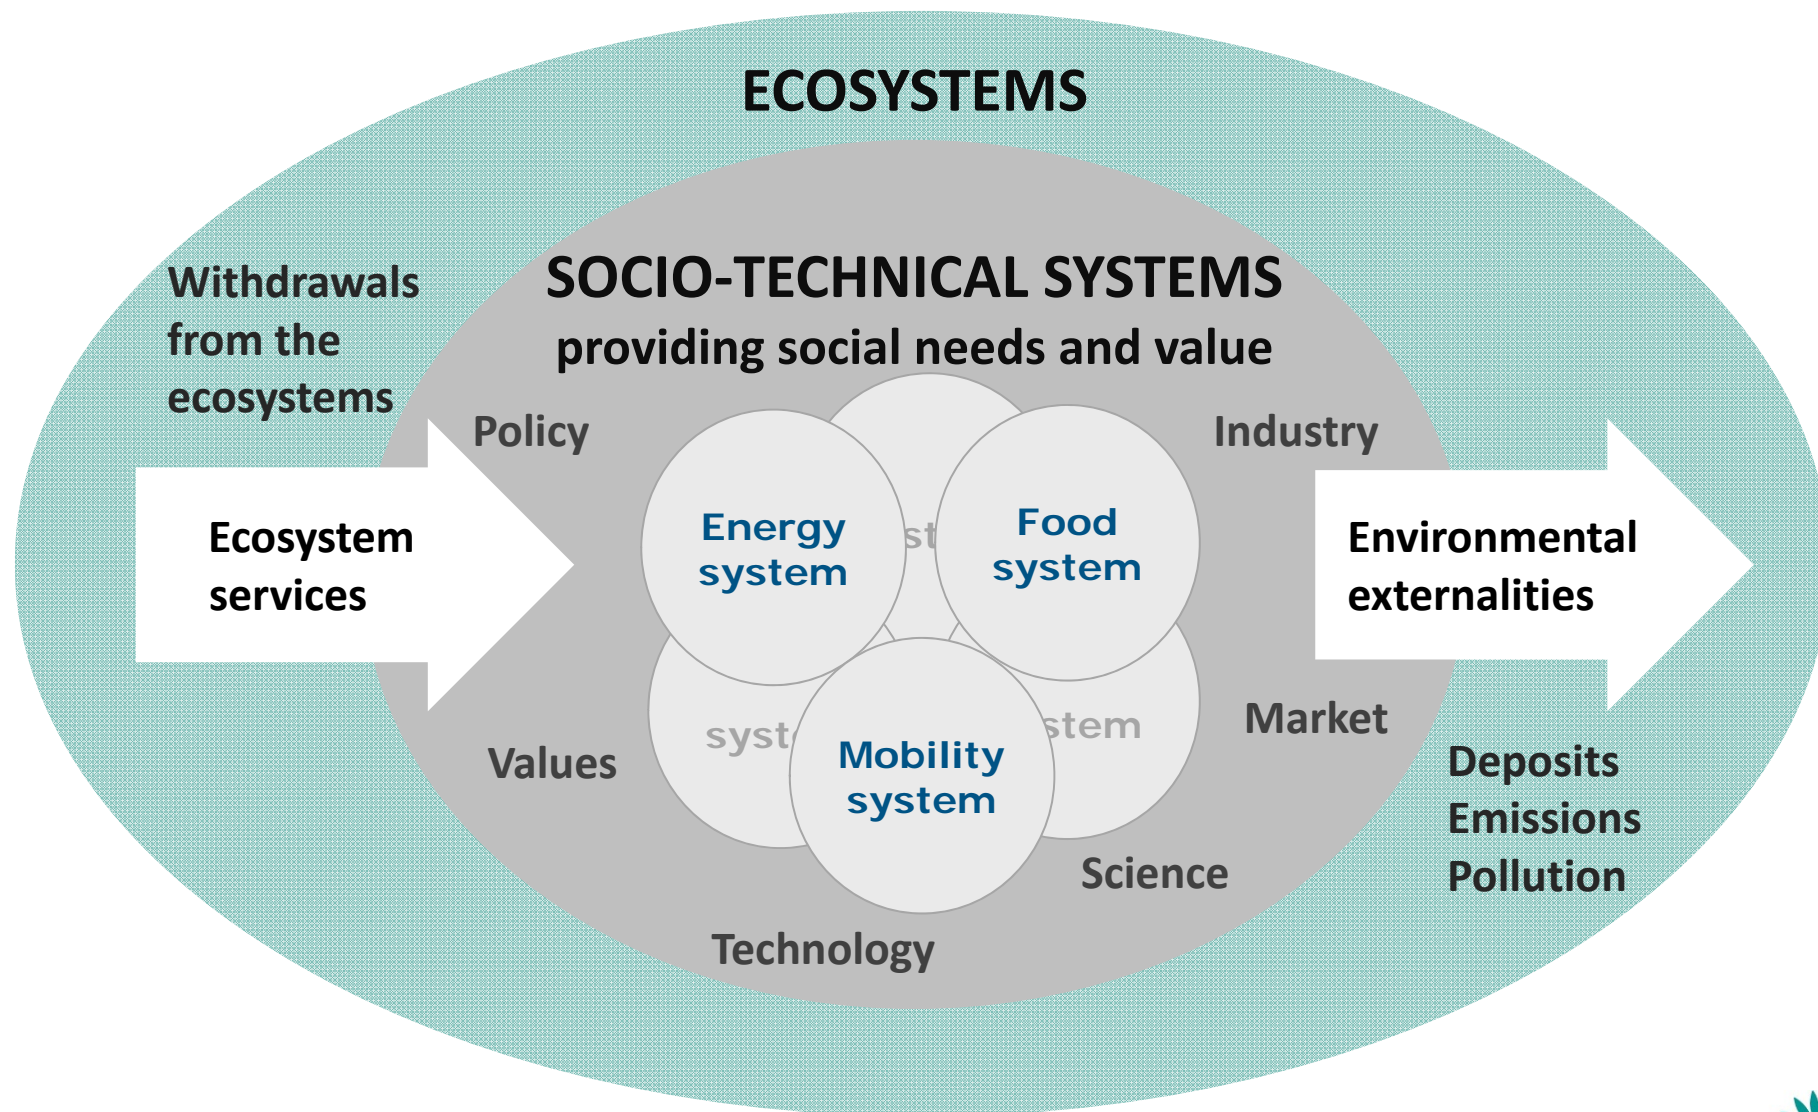 ECOSYSTEMS
SOCIO-TECHNICAL SYSTEMS
providing social needs and value
Withdrawals
from the
ecosystems
Policy
Industry
Ecosystem
services
Energy
system
Food
system
Environmental
externalities
Values
Mobility
system
Market
Deposits
Emissions
Pollution
Science
Technology